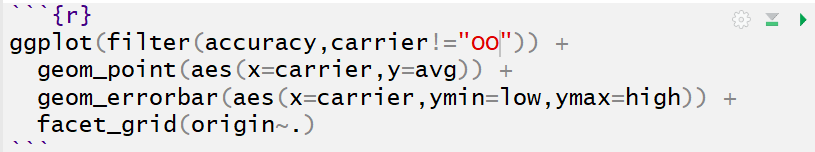 ```{r}
ggplot(filter(accuracy,carrier!="OO")) +
  geom_point(aes(x=carrier,y=avg)) +
  geom_errorbar(aes(x=carrier,ymin=low,ymax=high)) +
  facet_grid(origin~.)
```